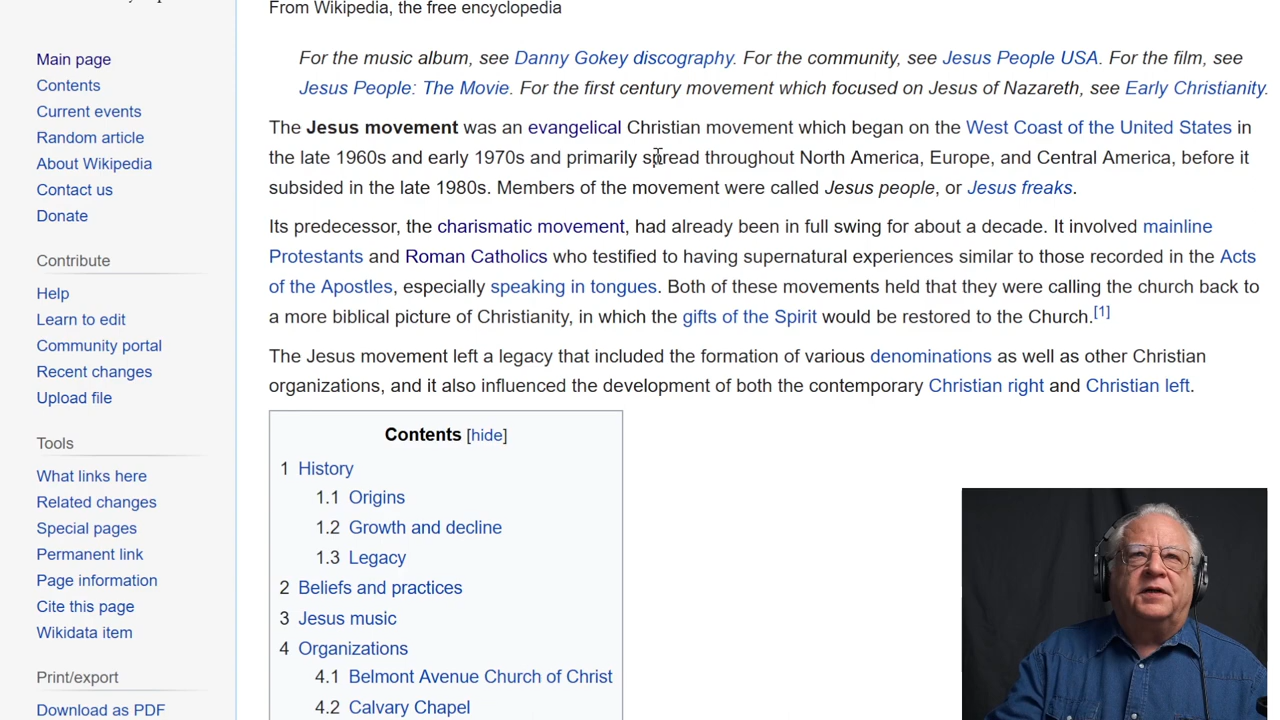 From Wikipedia, the free encyclopedia
For the music album, see Danny Gokey discography. For the community, see Jesus People USA. For the film, see
Jesus People: The Movie. For the first century movement which focused on Jesus of Nazareth, see Early Christianity.
The Jesus movement was an evangelical Christian movement which began on the West Coast of the United States in
the late 1960s and early 1970s and primarily spread throughout North America, Europe, and Central America, before it
subsided in the late 1980s. Members of the movement were called Jesus people, or Jesus freaks.
Its predecessor, the charismatic movement, had already been in full swing for about a decade. It involved mainline
Protestants and Roman Catholics who testified to having supernatural experiences similar to those recorded in the Acts
of the Apostles, especially speaking in tongues. Both of these movements held that they were calling the church back to
a more biblical picture of Christianity, in which the gifts of the Spirit would be restored to the Church.[1]
The Jesus movement left a legacy that included the formation of various denominations as well as other Christian
organizations, and it also influenced the development of both the contemporary Christian right and Christian left.
Contents [hide]
1 History
1.1 Origins
1.2 Growth and decline
1.3 Legacy
2 Beliefs and practices
3 Jesus music
4 Organizations
4.1 Belmont Avenue Church of Christ
4.2 Calvary Chapel
Main page
Contents
Current events
Random article
About Wikipedia
Contact us
Donate
Contribute
Help
Learn to edit
Community portal
Recent changes
Upload file
Tools
What links here
Related changes
Special pages
Permanent link
Page information
Cite this page
Wikidata item
Print/export
Download as PDF